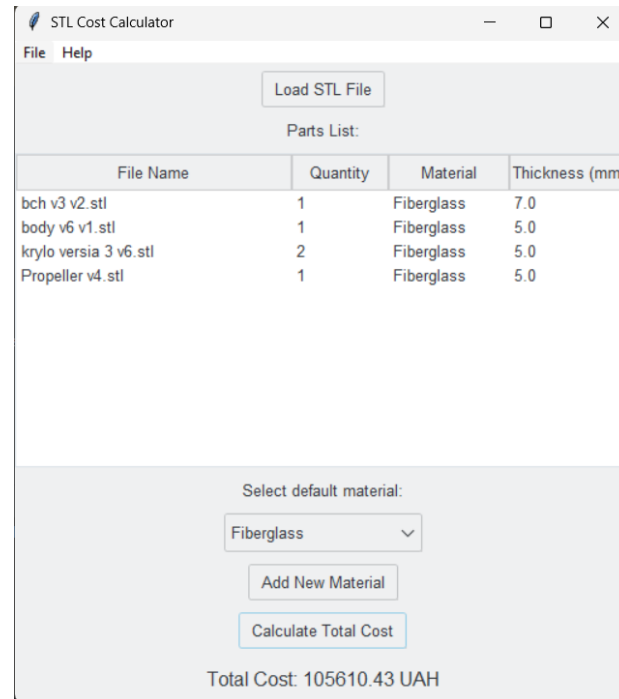 STL Cost Calculator
File Help
Load STL File
Parts List:
File Name Quantity Material Thickness (mm
bch v3 v2.stl 1 Fiberglass 7.0
body v6 v1.stl 1 Fiberglass 5.0
krylo versia 3 v6.stl 2 Fiberglass 5.0
Propeller v4.stl 1 Fiberglass 5.0
Select default material:
Fiberglass
Add New Material
Calculate Total Cost
Total Cost: 105610.43 UAH